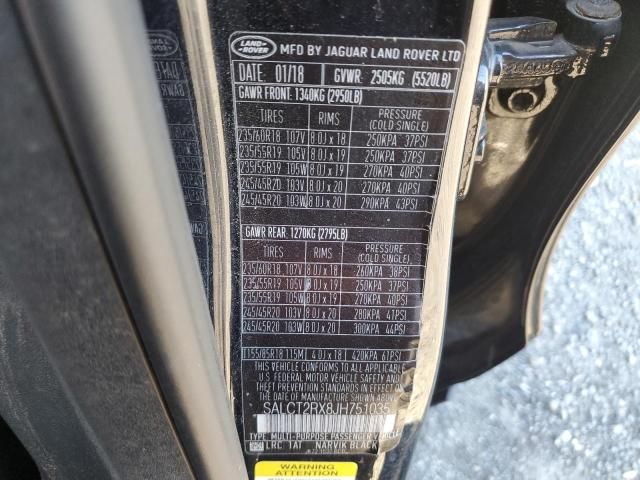 LAND-ROVER
MFD BY JAGUAR LAND ROVER LTD
DATE: 01/18 GVWR: 2505KG (5520LB)
GAWR FRONT: 1340KG (2950LB)
TIRES RIMS PRESSURE (COLD SINGLE)
235/60R18 107V 8.0J x 18 250KPA 37PSI
235/55R19 105V 8.0J x 19 250KPA 37PSI
235/55R19 105W 8.0J x 19 270KPA 40PSI
245/45R20 103V 8.0J x 20 270KPA 40PSI
245/45R20 103W 8.0J x 20 290KPA 43PSI
GAWR REAR: 1270KG (2795LB)
TIRES RIMS PRESSURE (COLD SINGLE)
235/60R18 107V 8.0J x 18 260KPA 38PSI
235/55R19 105V 8.0J x 19 250KPA 37PSI
235/55R19 105W 8.0J x 19 270KPA 40PSI
245/45R20 103V 8.0J x 20 280KPA 41PSI
245/45R20 103W 8.0J x 20 300KPA 44PSI
T155/85R18 115M 4.0J x 18 420KPA 61PSI
THIS VEHICLE CONFORMS TO ALL APPLICABLE
U.S. FEDERAL MOTOR VEHICLE SAFETY AND
THEFT PREVENTION STANDARDS IN EFFECT ON
THE DATE OF MANUFACTURE SHOWN ABOVE
SALCT2RX8JH751035
TYPE: MULTI-PURPOSE PASSENGER VEHICLE
LRC 1AT NARVIK BLACK
WARNING
AIRBAG ATTENTION